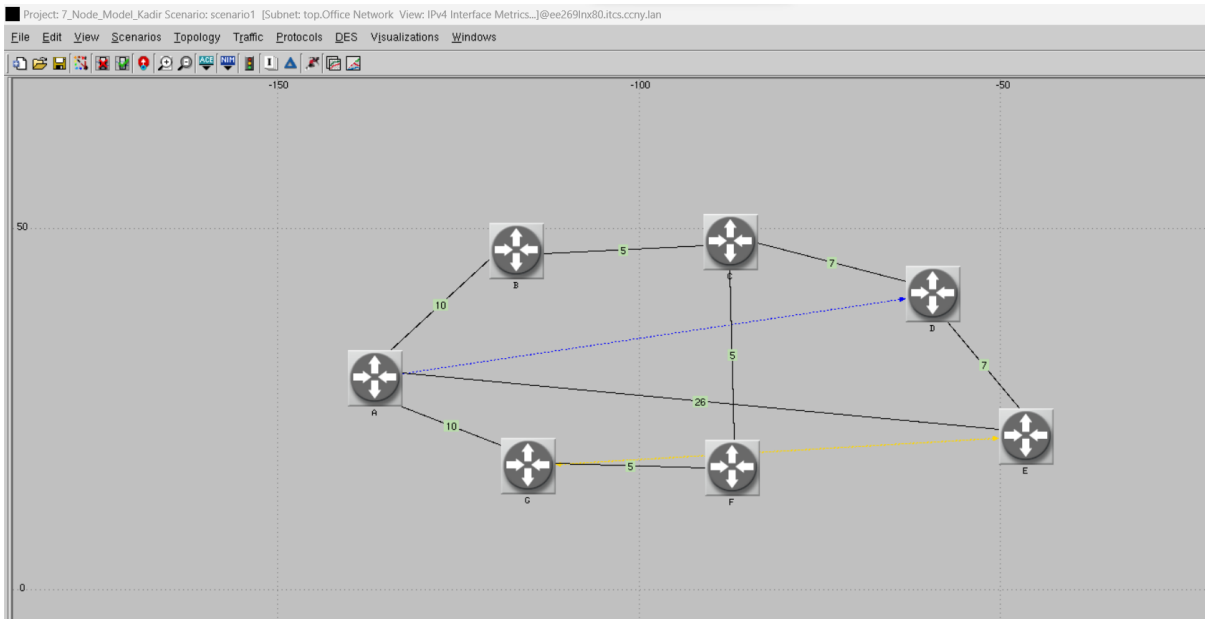 Project: 7_Node_Model_Kadir Scenario: scenario1 [Subnet: top.Office Network View: IPv4 Interface Metrics...]@ee269lnx80.itcs.ccny.lan
File Edit View Scenarios Topology Traffic Protocols DES Visualizations Windows
ACE NIM
-150 -100 -50
50
5
7
B
C
10
D
5
7
26
A
10
5
E
G
F
0